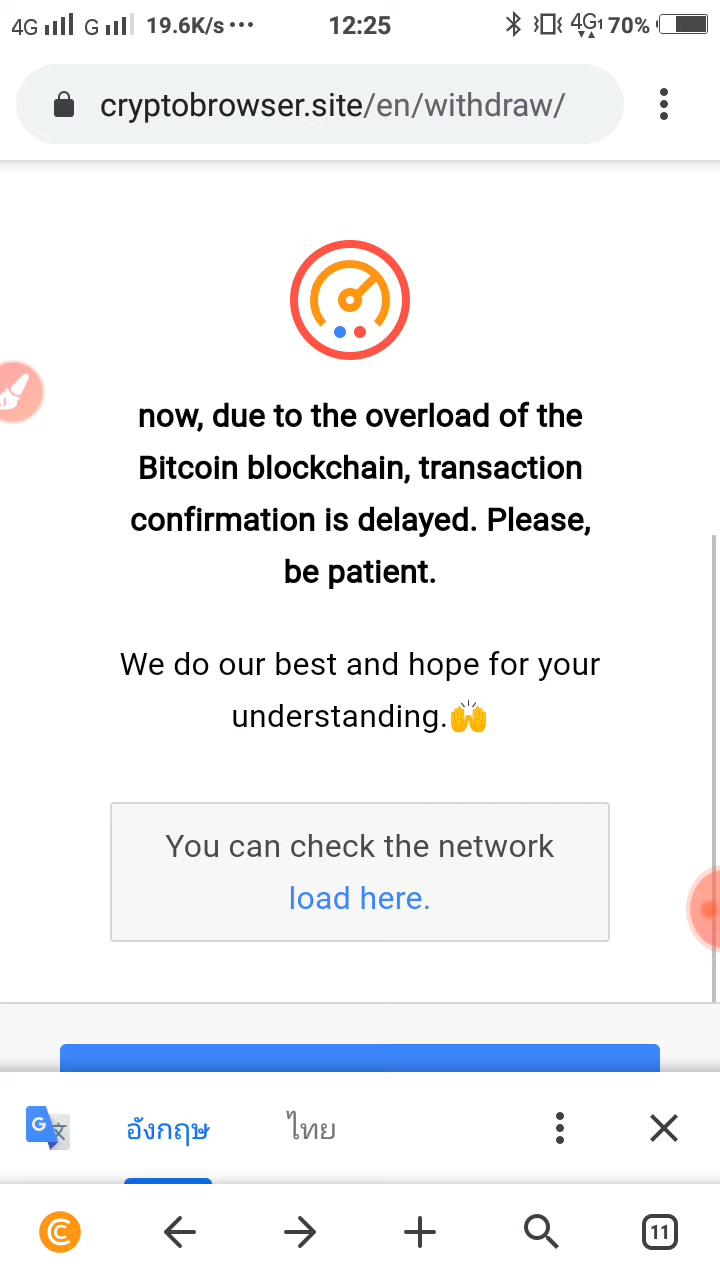 4G G 19.6K/s ... 12:25 4G1 70%
cryptobrowser.site/en/withdraw/
now, due to the overload of the
Bitcoin blockchain, transaction
confirmation is delayed. Please,
be patient.
We do our best and hope for your
understanding.🙌
You can check the network
load here.
G 文 อังกฤษ ไทย
C 11